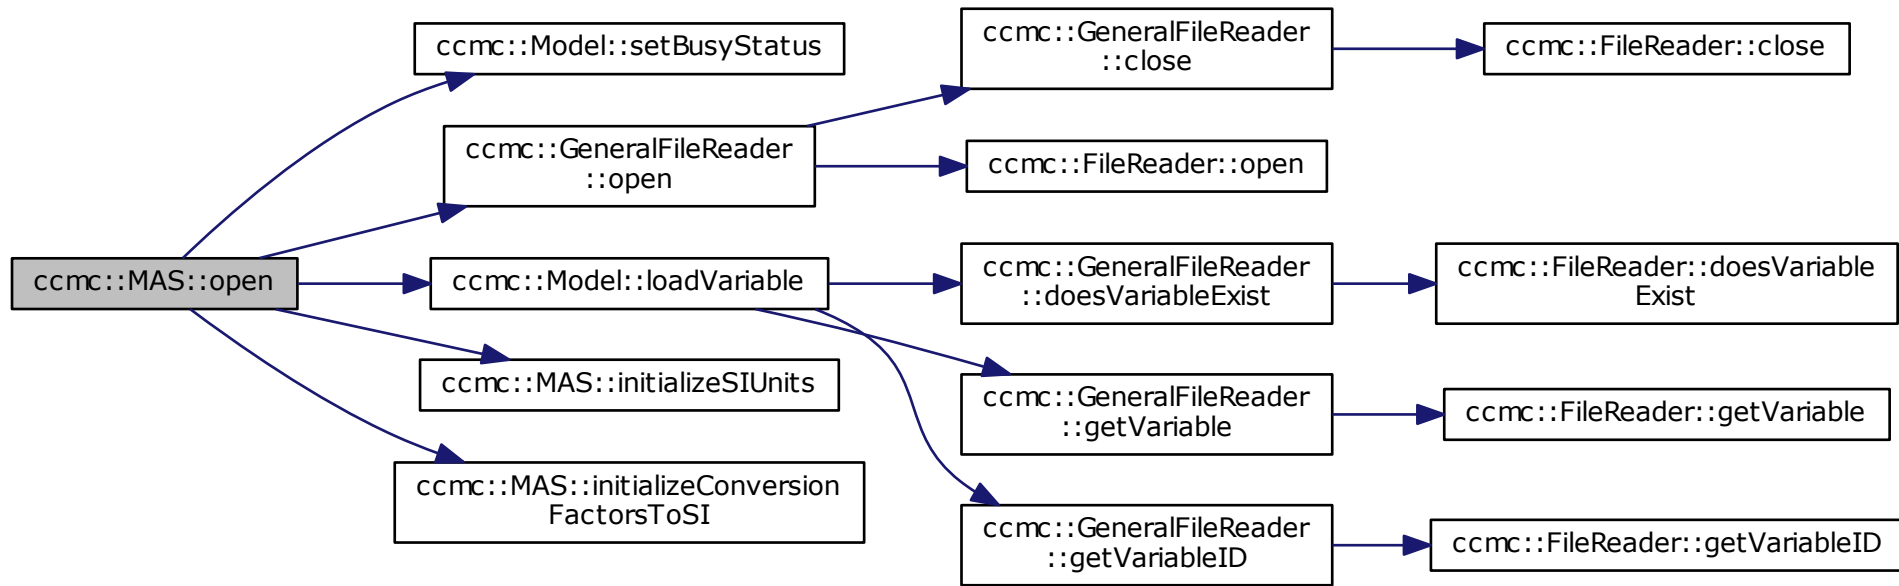 ccmc::MAS::open
ccmc::Model::setBusyStatus
ccmc::GeneralFileReader
::open
ccmc::Model::loadVariable
ccmc::MAS::initializeSIUnits
ccmc::MAS::initializeConversion
FactorsToSI
ccmc::GeneralFileReader
::close
ccmc::FileReader::open
ccmc::GeneralFileReader
::doesVariableExist
ccmc::GeneralFileReader
::getVariable
ccmc::GeneralFileReader
::getVariableID
ccmc::FileReader::close
ccmc::FileReader::doesVariable
Exist
ccmc::FileReader::getVariable
ccmc::FileReader::getVariableID